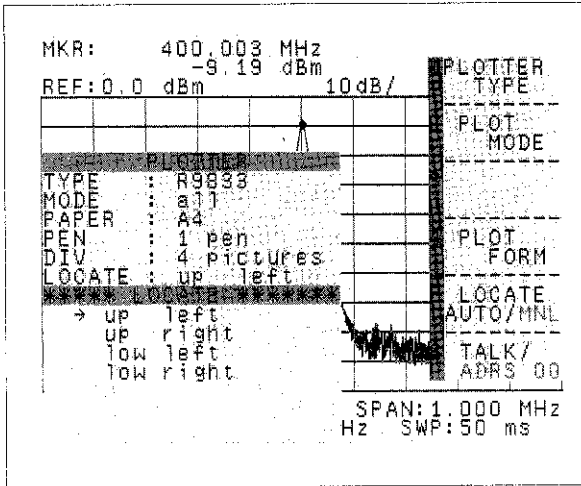 MKR: 400.003 MHz
-9.19 dBm
REF:0.0 dBm 10dB/
PLOTTER
TYPE : R9833
MODE : all
PAPER : A4
PEN : 1 pen
DIV : 4 pictures
LOCATE : up left
***** LOCATE *******
→ up left
up right
low left
low right
PLOTTER
TYPE
PLOT
MODE
PLOT
FORM
LOCATE
AUTO/MNL
TALK/
ADRS 00
SPAN:1.000 MHz
Hz SWP:50 ms